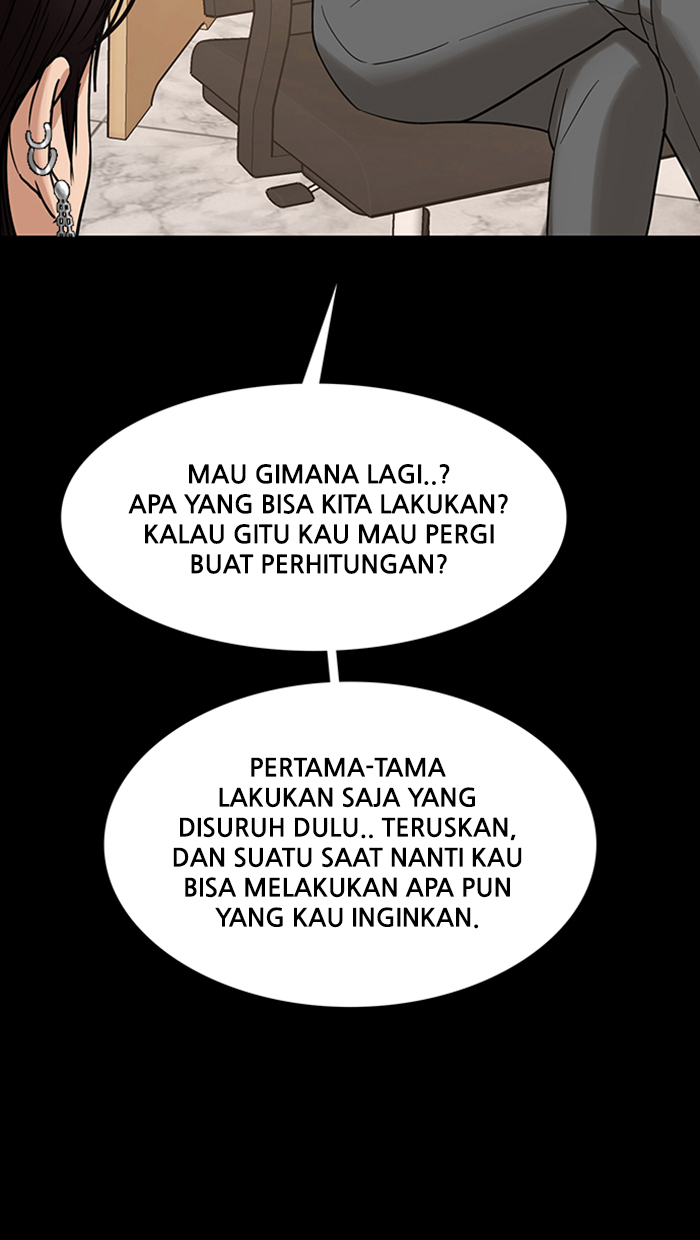 MAU GIMANA LAGI..?
APA YANG BISA KITA LAKUKAN?
KALAU GITU KAU MAU PERGI
BUAT PERHITUNGAN?
PERTAMA-TAMA
LAKUKAN SAJA YANG
DISURUH DULU.. TERUSKAN,
DAN SUATU SAAT NANTI KAU
BISA MELAKUKAN APA PUN
YANG KAU INGINKAN.